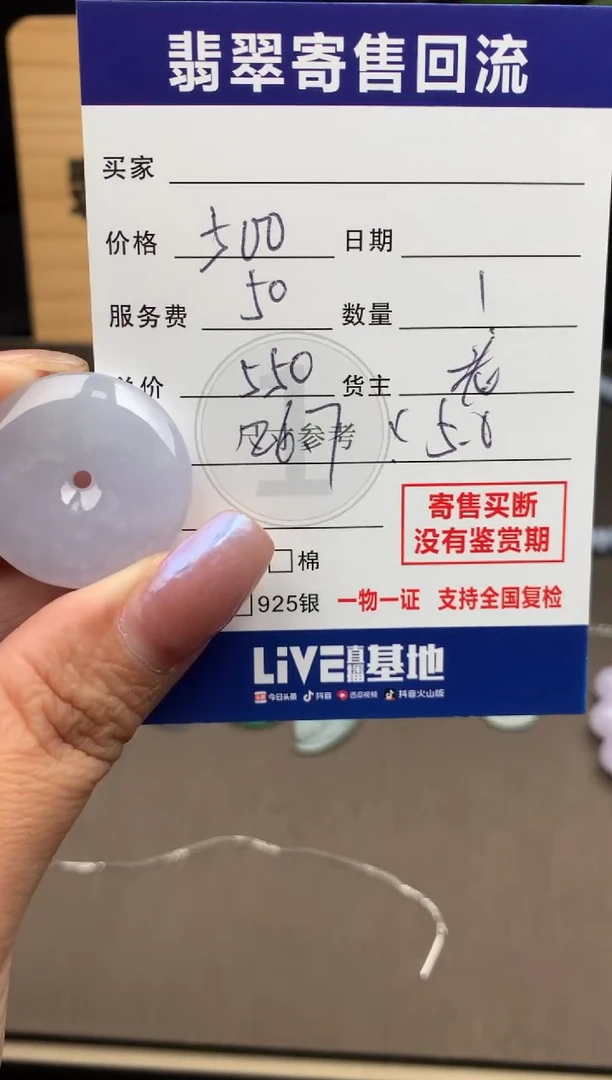 翡翠寄售回流
买家
价格 500 日期
服务费 50 数量 1
总价 550 货主
尺寸参考 267 × 5.0
寄售买断
没有鉴赏期
棉
925银 一物一证 支持全国复检
LiVE直播基地
今日头条 抖音 西瓜视频 抖音火山版